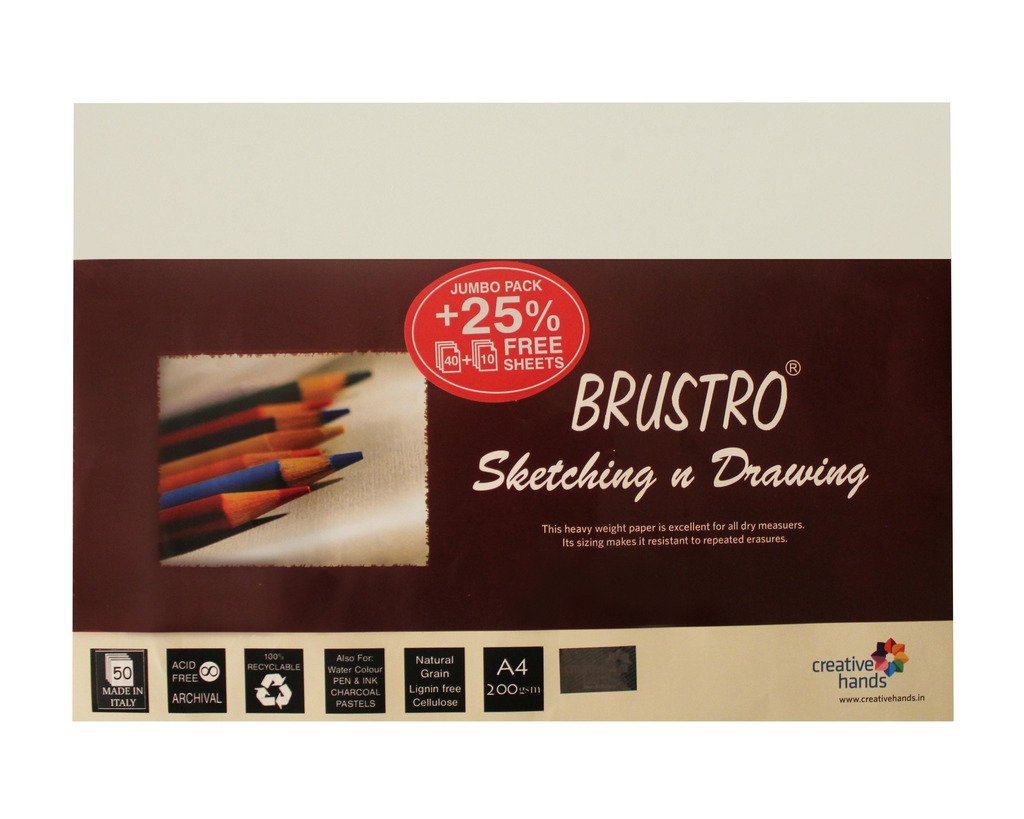 JUMBO PACK
+25%
40 + 10 FREE
SHEETS
BRUSTRO®
Sketching n Drawing
This heavy weight paper is excellent for all dry measuers.
Its sizing makes it resistant to repeated erasures.
50
MADE IN
ITALY
ACID
FREE
ARCHIVAL
100%
RECYCLABLE
Also For:
Water Colour
PEN & INK
CHARCOAL
PASTELS
Natural
Grain
Lignin free
Cellulose
A4
200gsm
creative
hands
www.creativehands.in